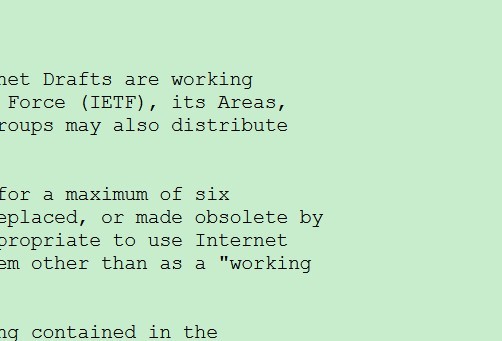 net Drafts are working
Force (IETF), its Areas,
roups may also distribute
for a maximum of six
eplaced, or made obsolete by
propriate to use Internet
em other than as a "working
ng contained in the